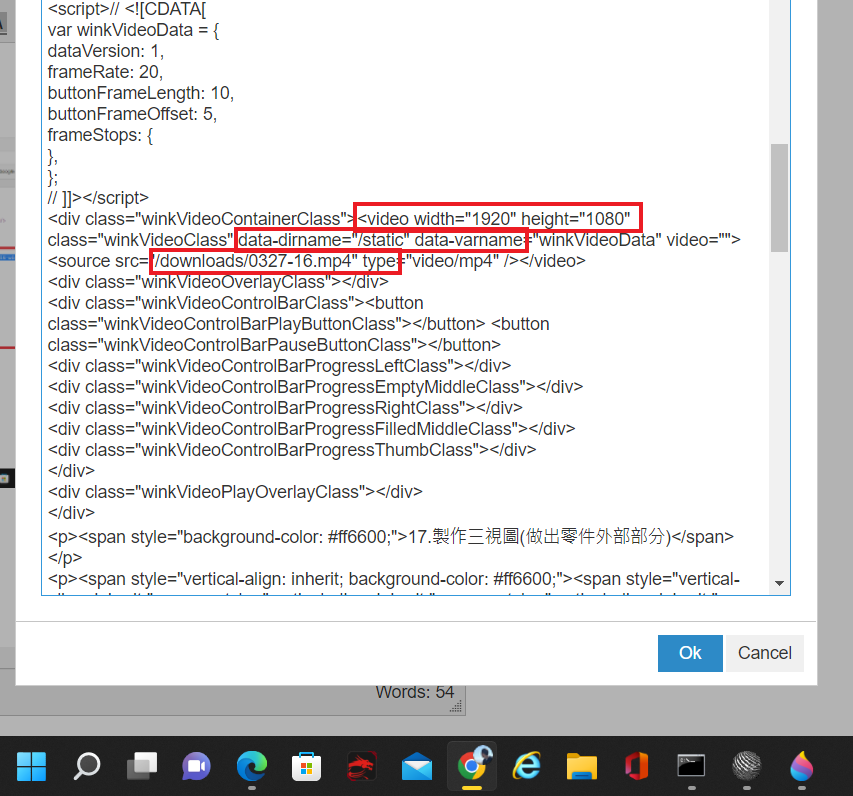 <script>// <![CDATA[
var winkVideoData = {
dataVersion: 1,
frameRate: 20,
buttonFrameLength: 10,
buttonFrameOffset: 5,
frameStops: {
},
};
// ]]></script>
<div class="winkVideoContainerClass"><video width="1920" height="1080"
class="winkVideoClass" data-dirname="/static" data-varname="winkVideoData" video="">
<source src="/downloads/0327-16.mp4" type="video/mp4" /></video>
<div class="winkVideoOverlayClass"></div>
<div class="winkVideoControlBarClass"><button
class="winkVideoControlBarPlayButtonClass"></button> <button
class="winkVideoControlBarPauseButtonClass"></button>
<div class="winkVideoControlBarProgressLeftClass"></div>
<div class="winkVideoControlBarProgressEmptyMiddleClass"></div>
<div class="winkVideoControlBarProgressRightClass"></div>
<div class="winkVideoControlBarProgressFilledMiddleClass"></div>
<div class="winkVideoControlBarProgressThumbClass"></div>
</div>
<div class="winkVideoPlayOverlayClass"></div>
</div>
<p><span style="background-color: #ff6600;">17.製作三視圖(做出零件外部部分)</span>
</p>
<p><span style="vertical-align: inherit; background-color: #ff6600;"><span style="vertical-
Ok Cancel
Words: 54